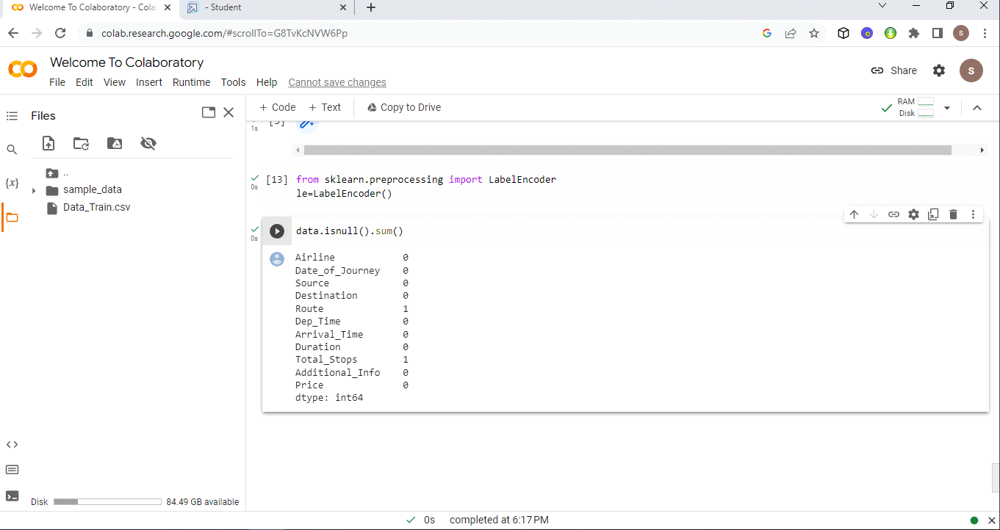 Welcome To Colaboratory - Cola
- Student
colab.research.google.com/#scrollTo=G8TvKcNVW6Pp
S
Welcome To Colaboratory
File Edit View Insert Runtime Tools Help Cannot save changes
Share
S
Files
+ Code + Text Copy to Drive
RAM
Disk
1s
..
sample_data
Data_Train.csv
{x}
[13] from sklearn.preprocessing import LabelEncoder
0s
le=LabelEncoder()
data.isnull().sum()
0s
Airline 0
Date_of_Journey 0
Source 0
Destination 0
Route 1
Dep_Time 0
Arrival_Time 0
Duration 0
Total_Stops 1
Additional_Info 0
Price 0
dtype: int64
Disk 84.49 GB available
0s completed at 6:17 PM